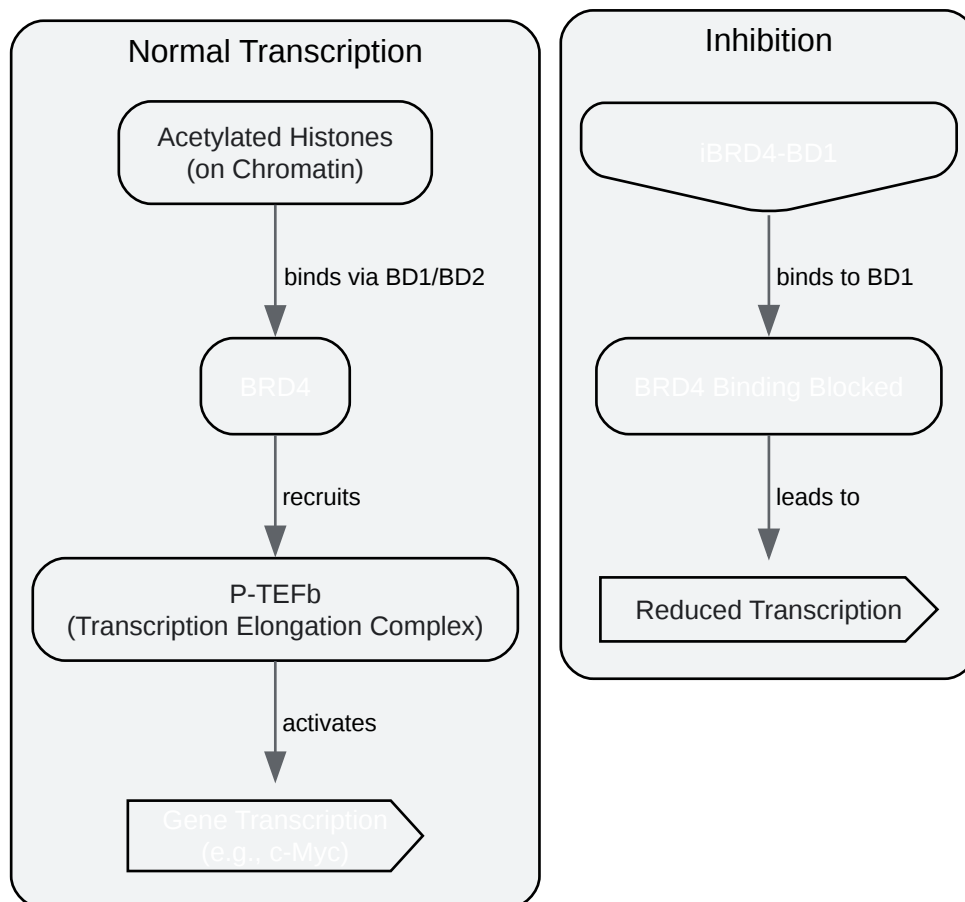 Normal Transcription
Acetylated Histones
(on Chromatin)
binds via BD1/BD2
BRD4
recruits
P-TEFb
(Transcription Elongation Complex)
activates
Gene Transcription
(e.g., c-Myc)
Inhibition
iBRD4-BD1
binds to BD1
BRD4 Binding Blocked
leads to
Reduced Transcription